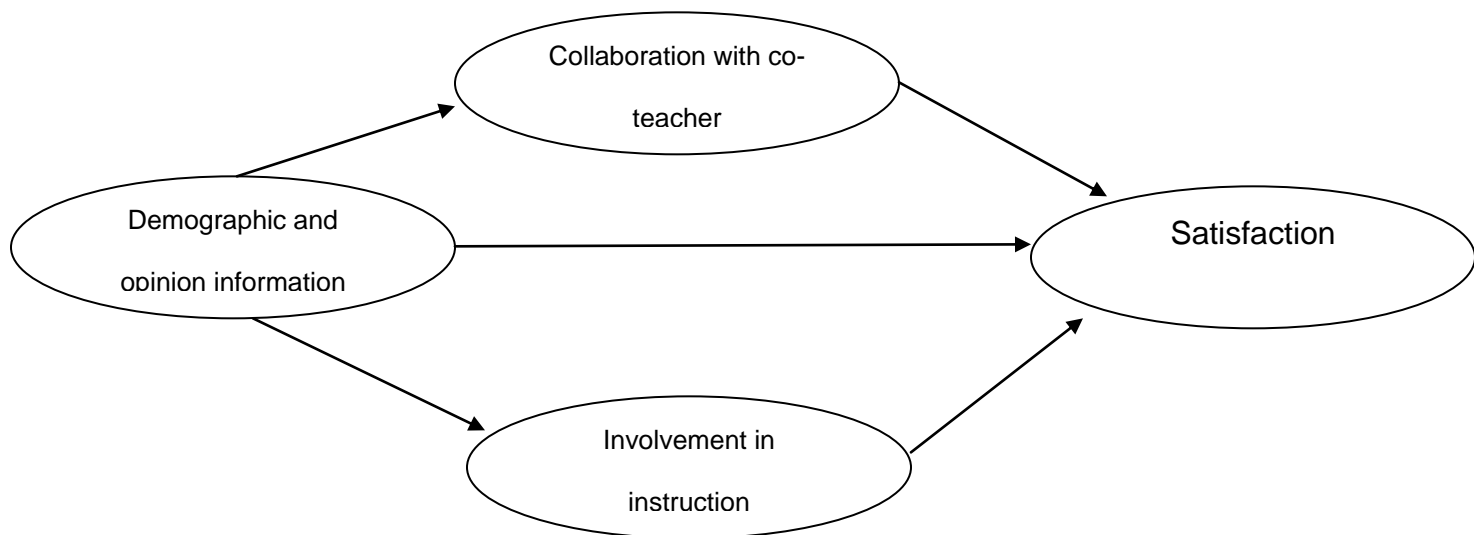 Collaboration with co-
teacher
Demographic and
opinion information
Satisfaction
Involvement in
instruction